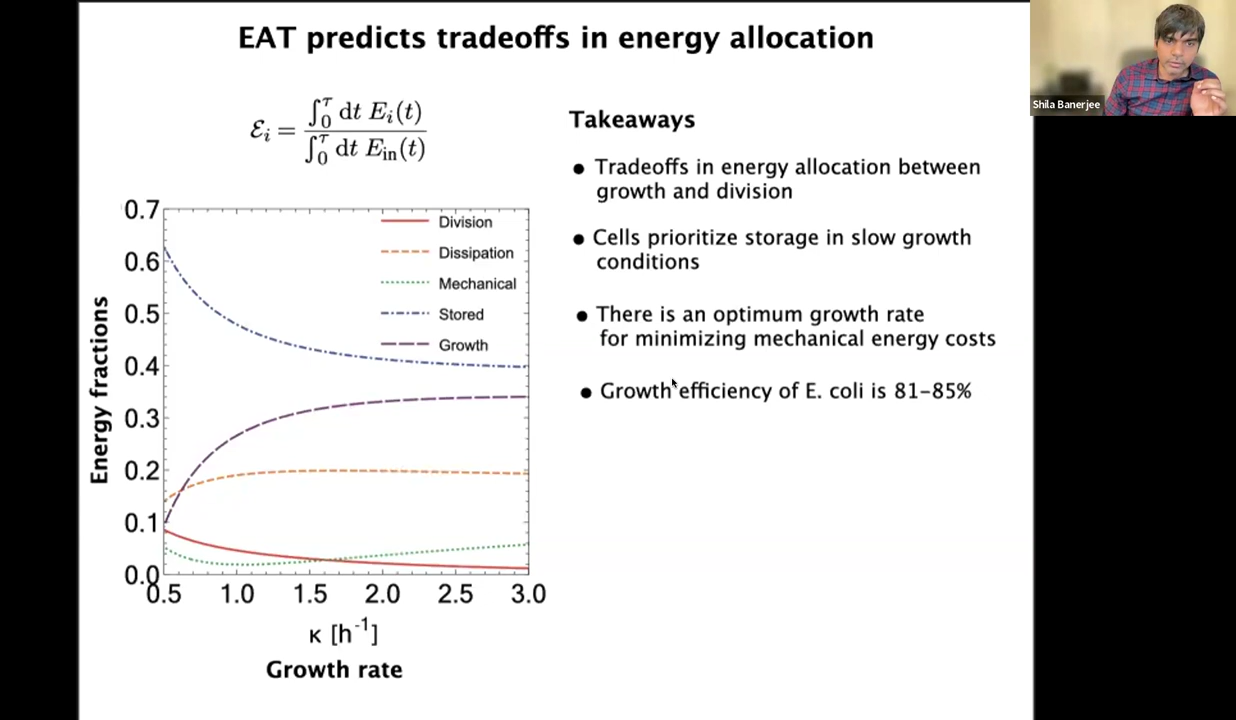 EAT predicts tradeoffs in energy allocation
Shila Banerjee
ℰᵢ = ∫₀^τ dt Eᵢ(t) / ∫₀^τ dt E_in(t)
Takeaways
● Tradeoffs in energy allocation between
growth and division
● Cells prioritize storage in slow growth
conditions
● There is an optimum growth rate
for minimizing mechanical energy costs
● Growth efficiency of E. coli is 81-85%
Energy fractions
0.7
0.6
0.5
0.4
0.3
0.2
0.1
0.0
Division
Dissipation
Mechanical
Stored
Growth
0.5 1.0 1.5 2.0 2.5 3.0
κ [h⁻¹]
Growth rate